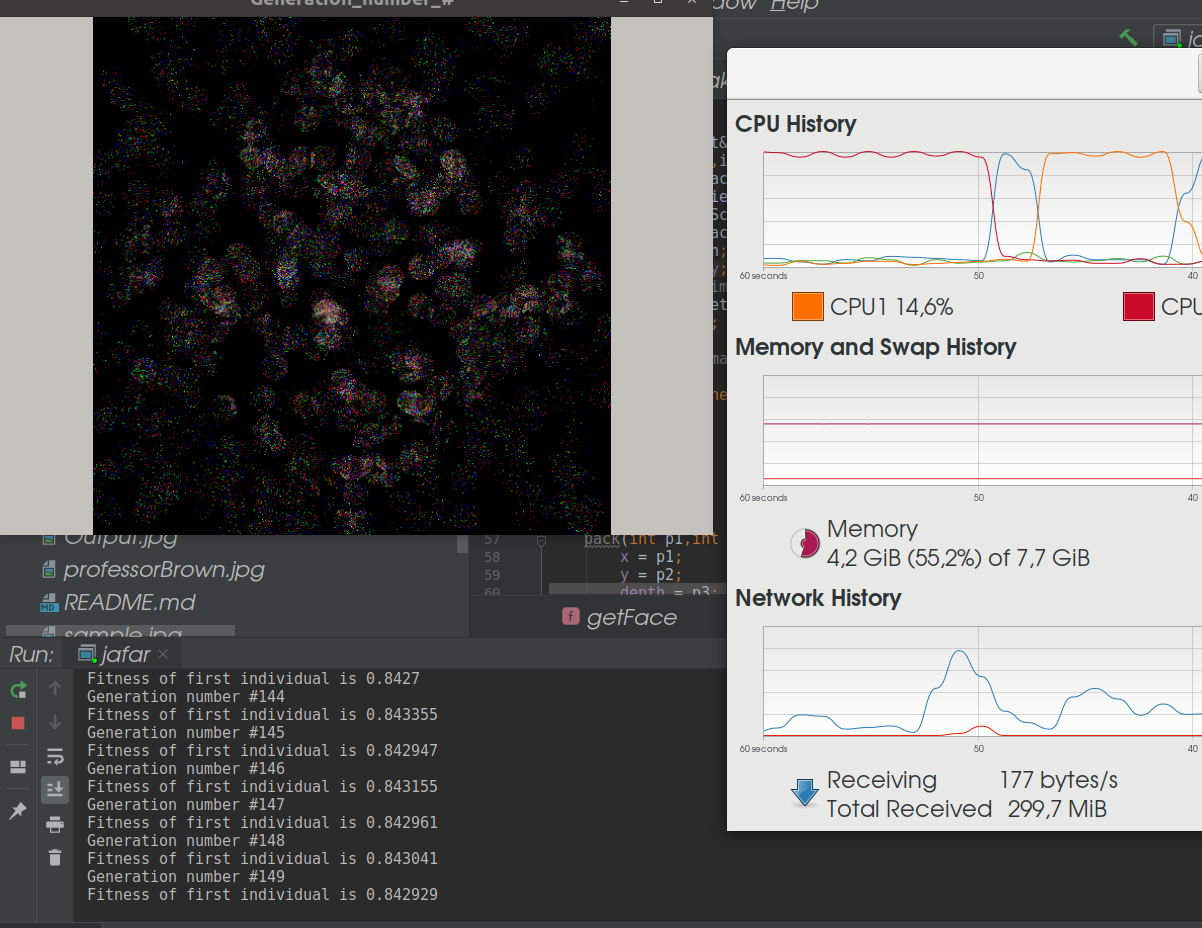 Generation_number_#
Help
CPU History
60 seconds
50
40
CPU1 14,6%
CPU
Memory and Swap History
60 seconds
50
40
Memory
4,2 GiB (55,2%) of 7,7 GiB
Network History
60 seconds
50
40
Receiving 177 bytes/s
Total Received 299,7 MiB
Output.jpg
professorBrown.jpg
README.md
sample.jpg
57 back(int p1,int
58 x = p1;
59 y = p2;
60 depth = p3;
getFace
Run: jafar
Fitness of first individual is 0.8427
Generation number #144
Fitness of first individual is 0.843355
Generation number #145
Fitness of first individual is 0.842947
Generation number #146
Fitness of first individual is 0.843155
Generation number #147
Fitness of first individual is 0.842961
Generation number #148
Fitness of first individual is 0.843041
Generation number #149
Fitness of first individual is 0.842929